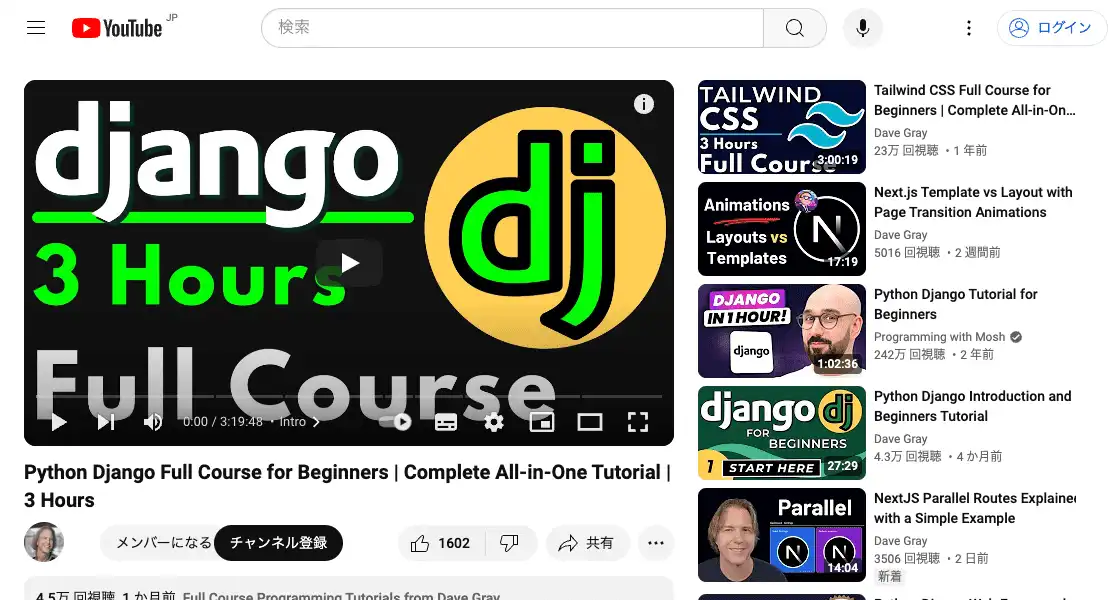 YouTube JP
検索
ログイン
django
3 Hours
Full Course
dj
0:00 / 3:19:48 • Intro
Python Django Full Course for Beginners | Complete All-in-One Tutorial |
3 Hours
メンバーになる
チャンネル登録
1602
共有
4.5万 回視聴 1 か月前 Full Course Programming Tutorials from Dave Gray
TAILWIND
CSS
3 Hours
Full Course
3:00:19
Tailwind CSS Full Course for
Beginners | Complete All-in-On...
Dave Gray
23万 回視聴 • 1 年前
Animations
Layouts vs
Templates
N
17:19
Next.js Template vs Layout with
Page Transition Animations
Dave Gray
5016 回視聴 • 2 週間前
DJANGO
IN 1 HOUR!
django
1:02:36
Python Django Tutorial for
Beginners
Programming with Mosh
242万 回視聴 • 2 年前
django dj
FOR
BEGINNERS
1 START HERE
27:29
Python Django Introduction and
Beginners Tutorial
Dave Gray
4.3万 回視聴 • 4 か月前
Parallel
N N
14:04
NextJS Parallel Routes Explained
with a Simple Example
Dave Gray
3506 回視聴 • 2 日前
新着